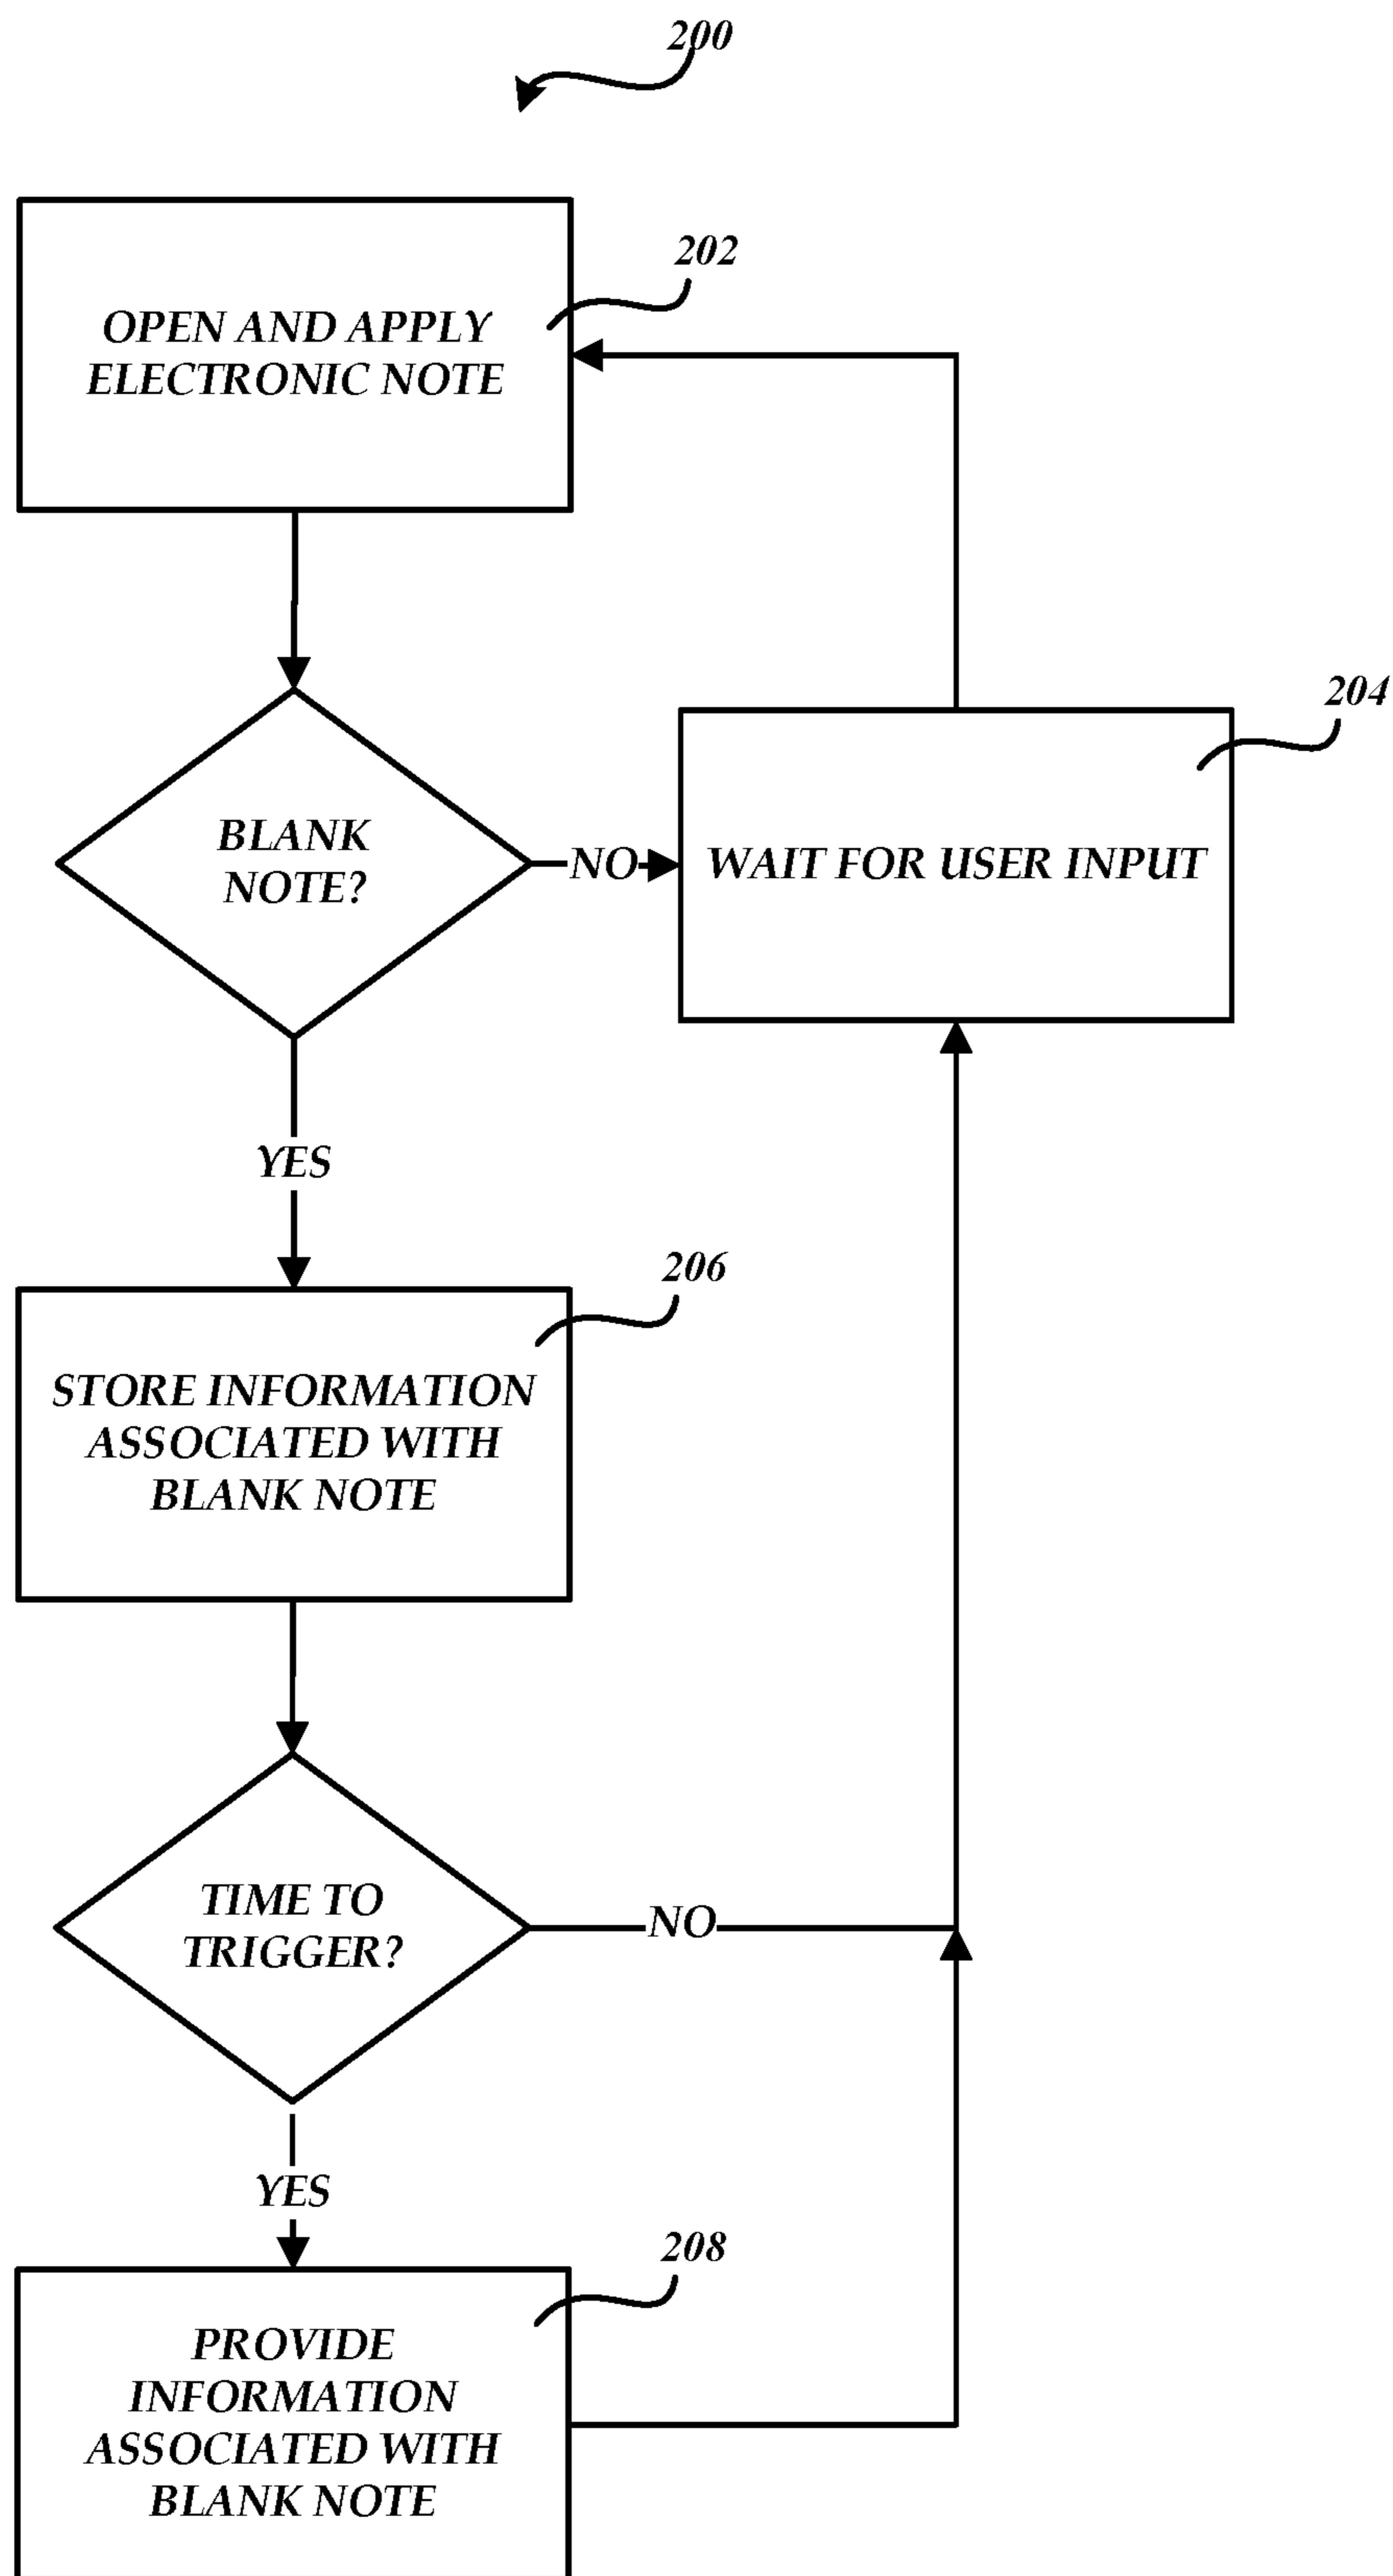 200
202
OPEN AND APPLY
ELECTRONIC NOTE
204
BLANK
NOTE?
NO
WAIT FOR USER INPUT
YES
206
STORE INFORMATION
ASSOCIATED WITH
BLANK NOTE
TIME TO
TRIGGER?
NO
YES
208
PROVIDE
INFORMATION
ASSOCIATED WITH
BLANK NOTE